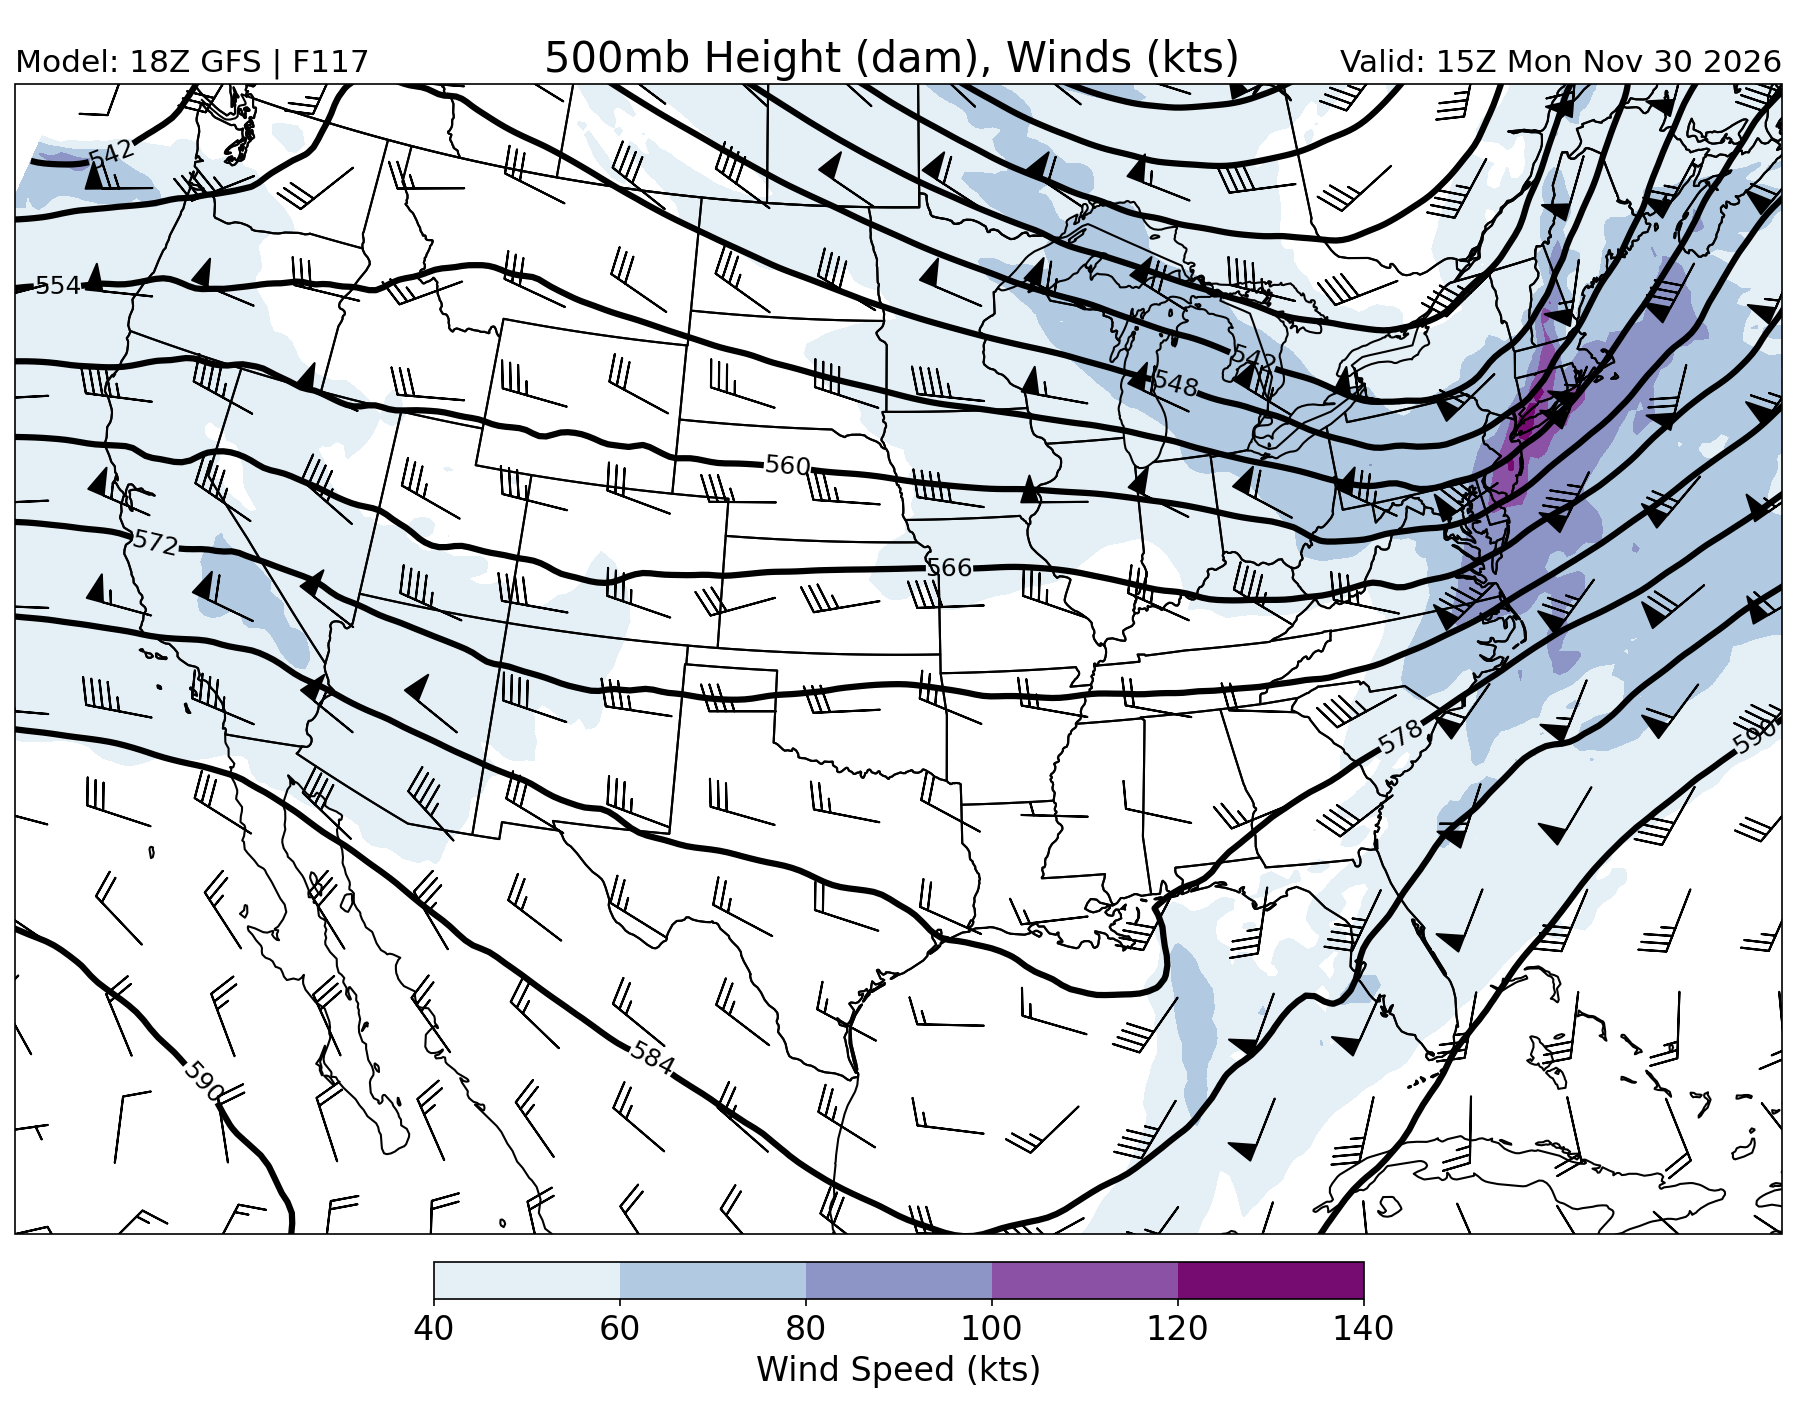 Model: 18Z GFS | F117
500mb Height (dam), Winds (kts)
Valid: 15Z Mon Nov 30 2026
542
554
542
548
560
572
566
578
590
584
590
40 60 80 100 120 140
Wind Speed (kts)